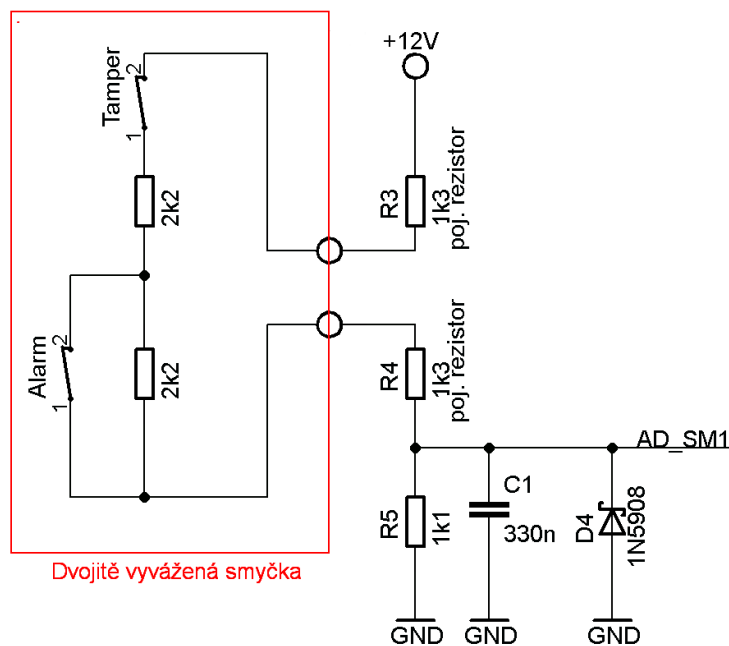 +12V
Tamper
2
1
2k2
R3
1k3
poj. rezistor
Alarm
2
1
2k2
R4
1k3
poj. rezistor
AD_SM1
R5
1k1
C1
330n
D4
1N5908
Dvojitě vyvážená smyčka
GND
GND
GND